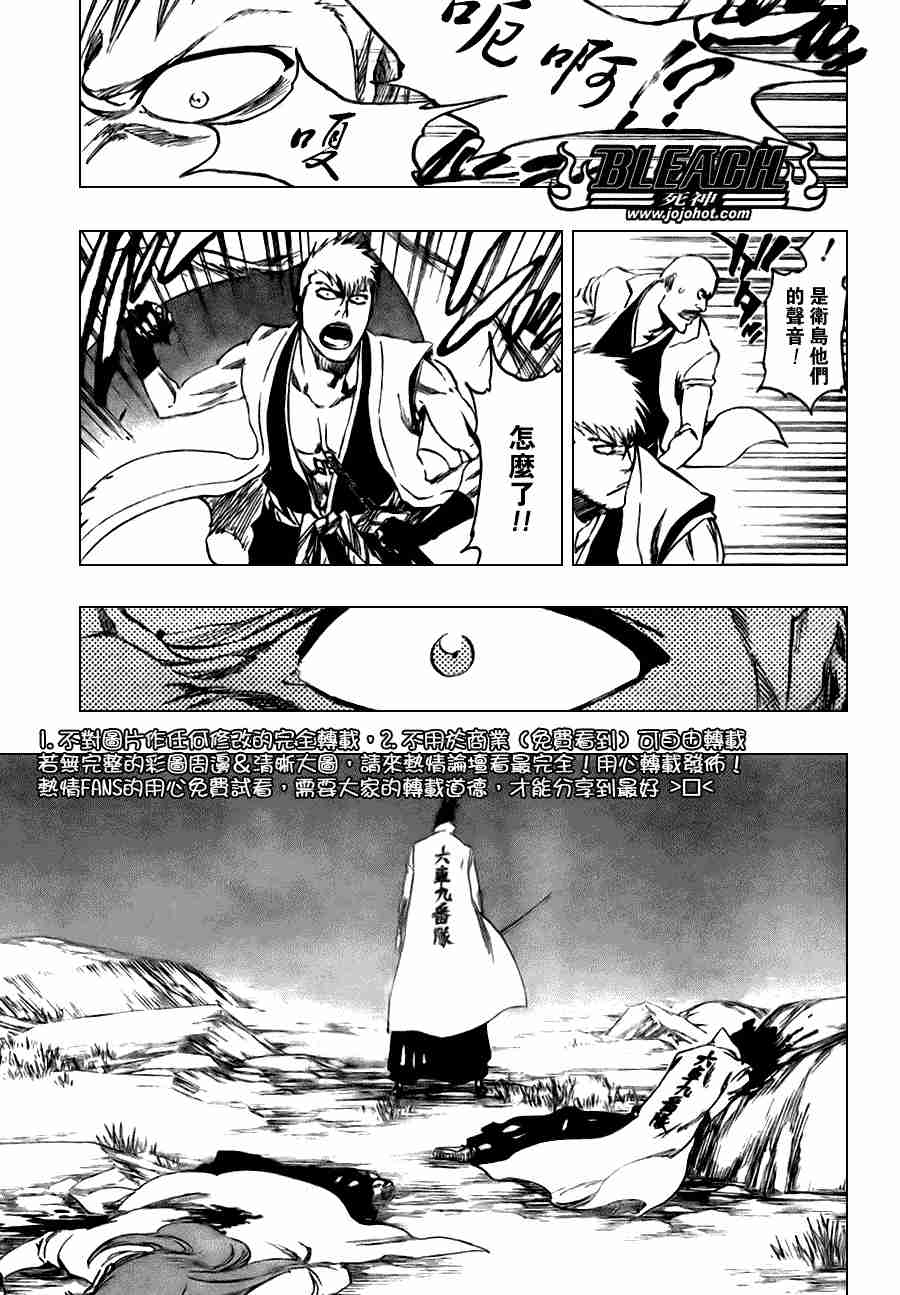 呃啊!?
嗄
BLEACH
死神
www.jojohot.com
!
是衛島他們
的聲音！
怎麼了!!
1. 不對圖片作任何修改的完全轉載，2. 不用於商業（免費看到）可自由轉載
若無完整的彩圖周漫&清晰大圖，請來熱情論壇看最完全！用心轉載發佈！
熱情FANS的用心免費試看，需要大家的轉載道德，才能分享到最好 >口<
六車九番隊
六車九番隊